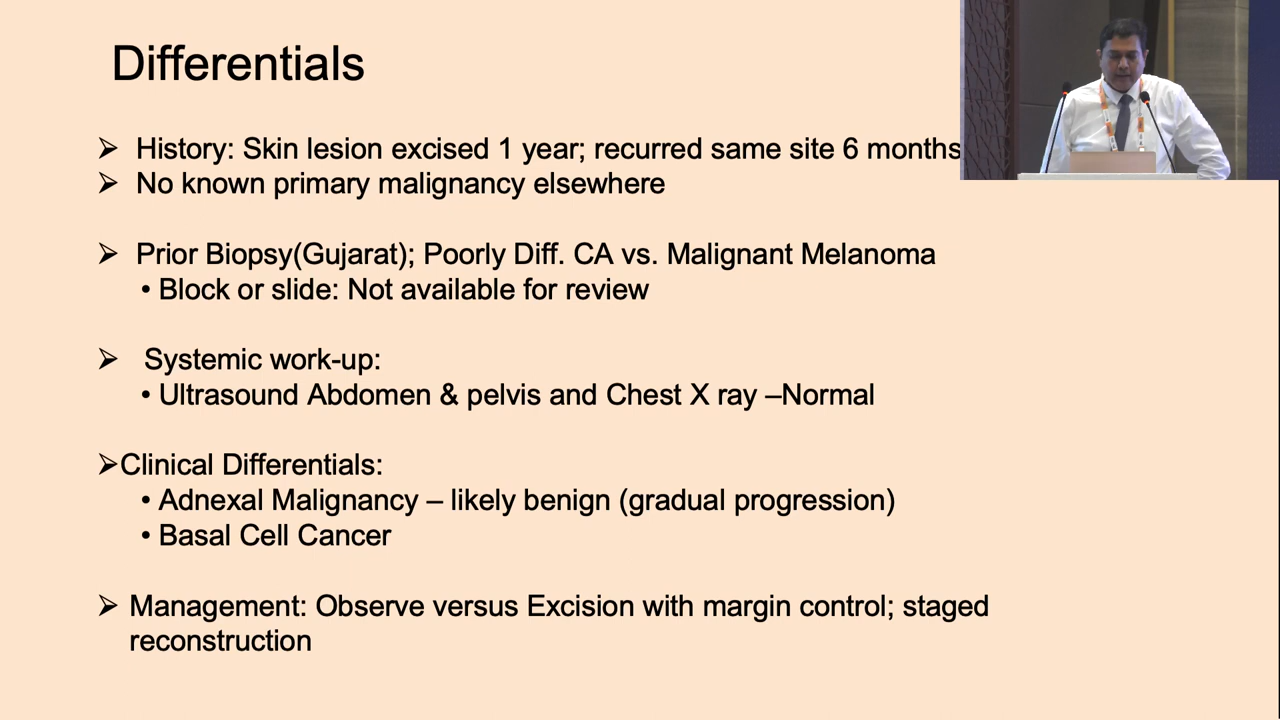 Differentials
➢ History: Skin lesion excised 1 year; recurred same site 6 months
➢ No known primary malignancy elsewhere
➢ Prior Biopsy(Gujarat); Poorly Diff. CA vs. Malignant Melanoma
• Block or slide: Not available for review
➢ Systemic work-up:
• Ultrasound Abdomen & pelvis and Chest X ray –Normal
➢Clinical Differentials:
• Adnexal Malignancy – likely benign (gradual progression)
• Basal Cell Cancer
➢ Management: Observe versus Excision with margin control; staged
reconstruction